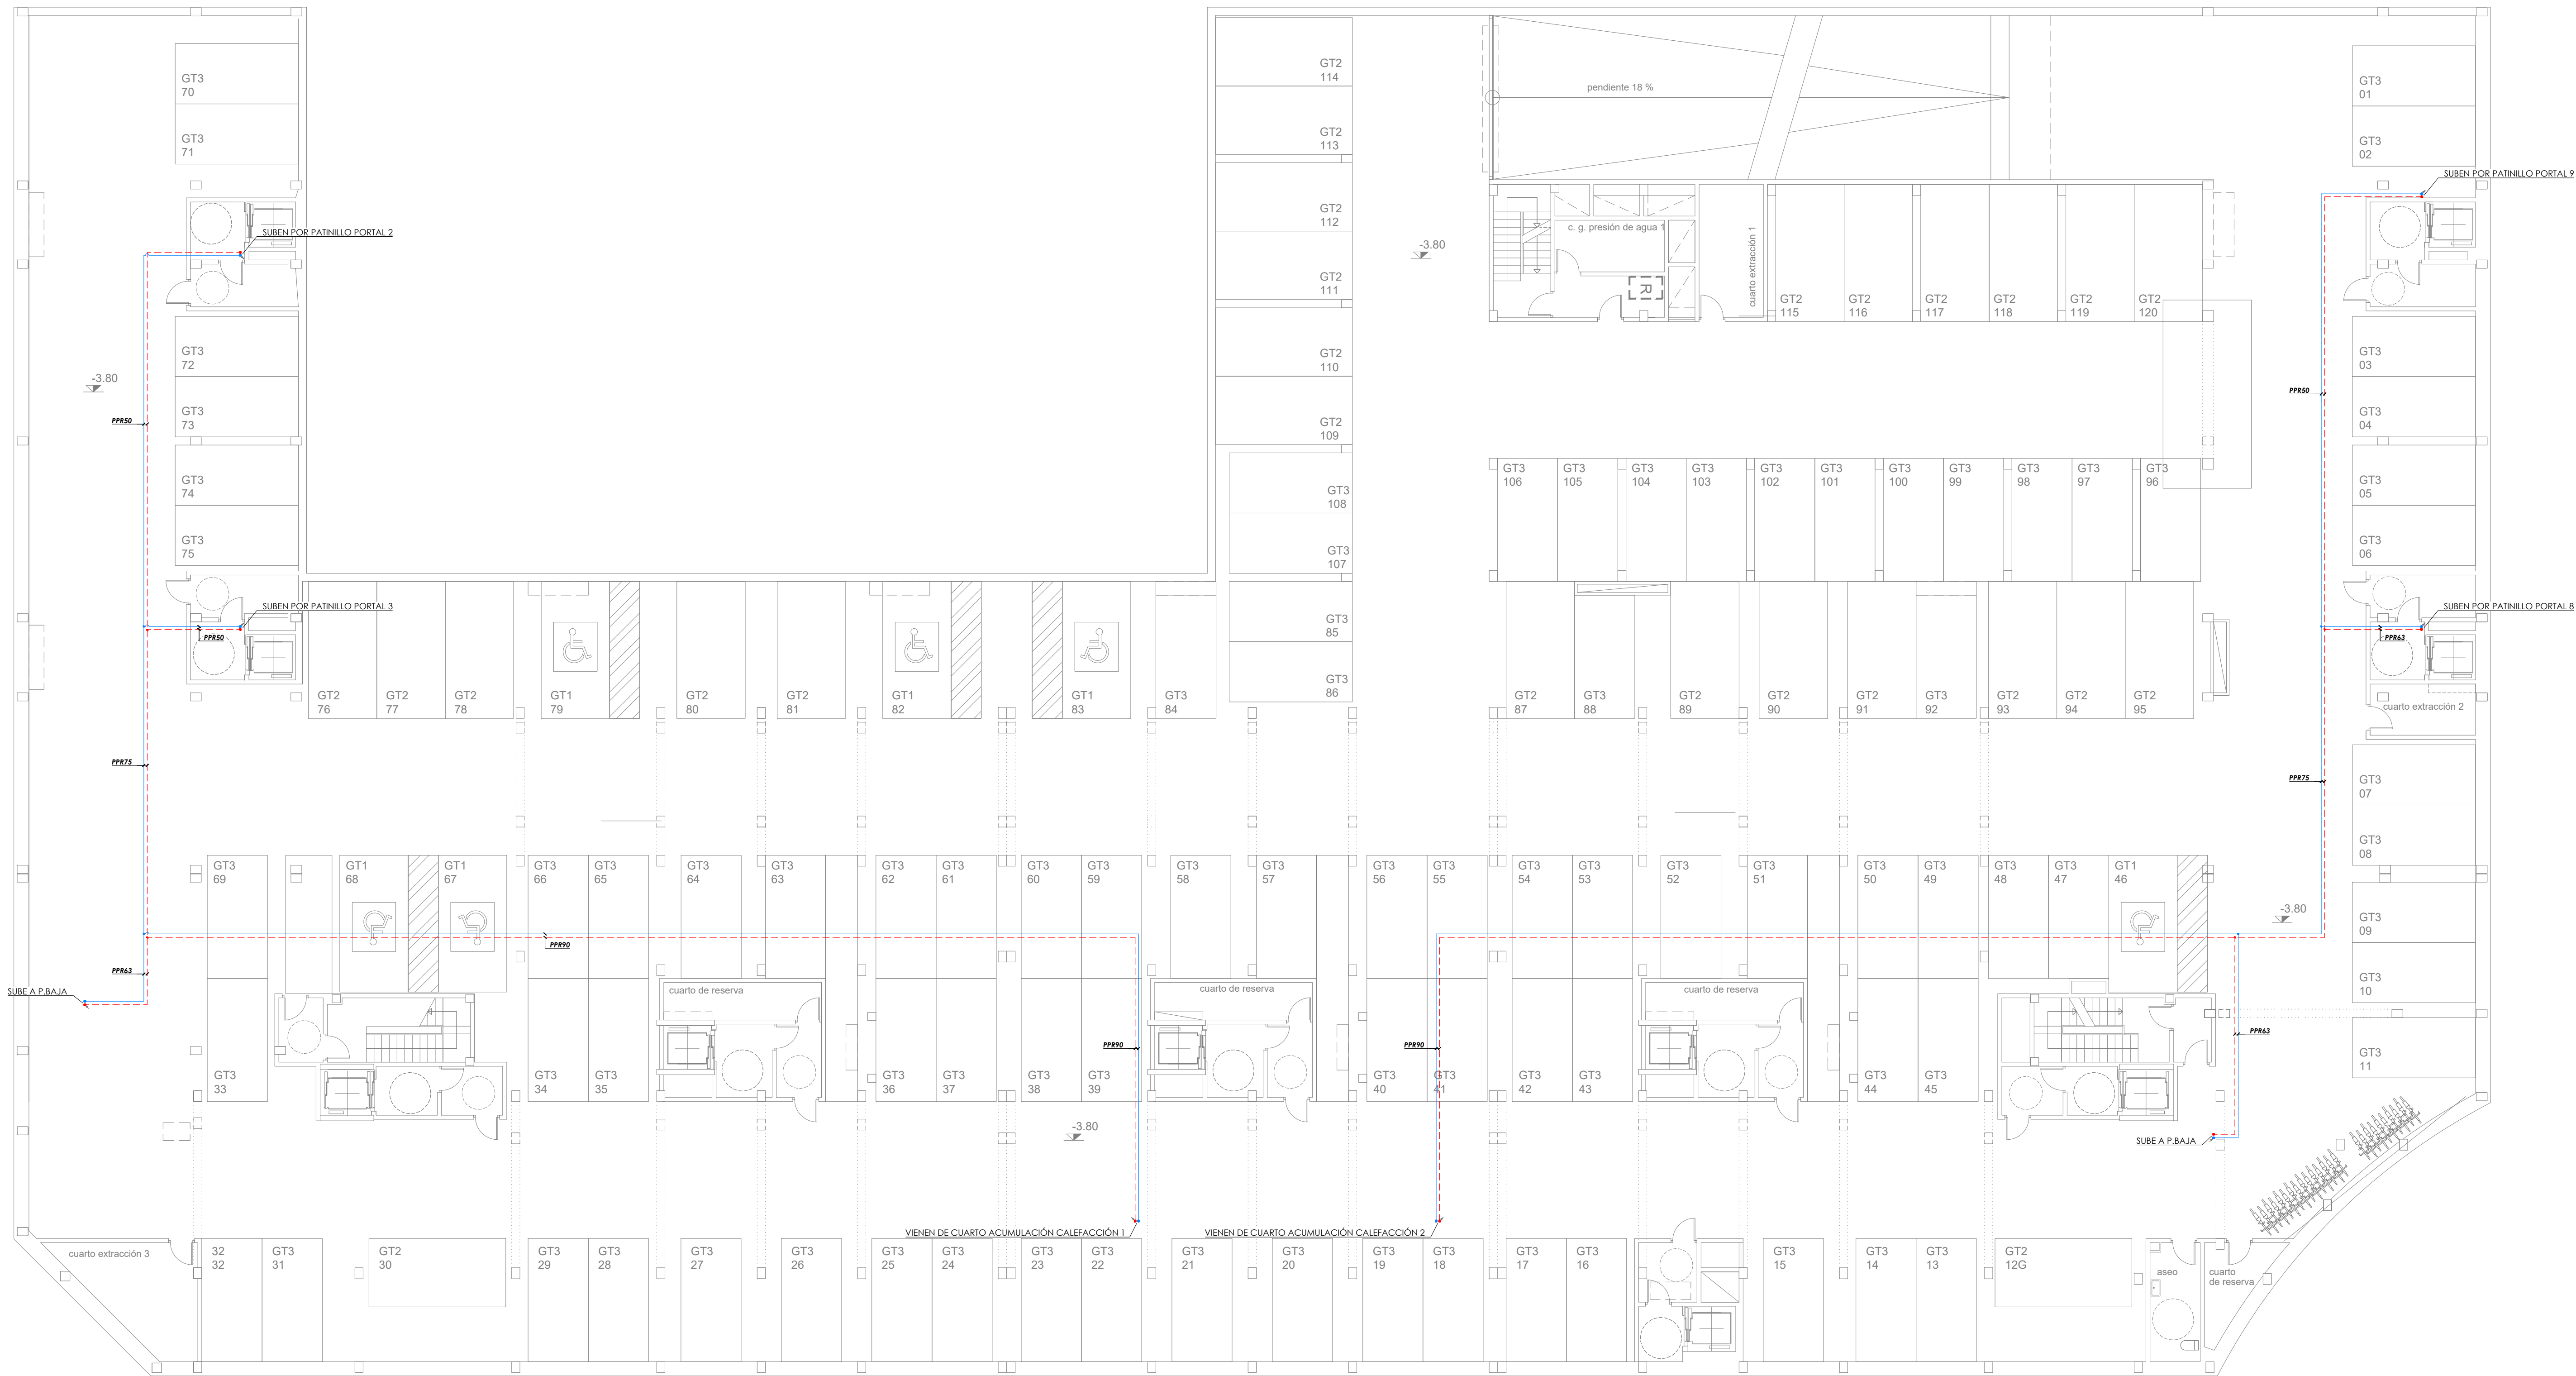 GT3
70
GT3
71
SUBEN POR PATINILLO PORTAL 2
-3.80
GT3
72
GT3
73
PPR50
GT3
74
GT3
75
SUBEN POR PATINILLO PORTAL 3
PPR50
PPR75
PPR63
SUBE A P.BAJA
GT2
114
GT2
113
GT2
112
GT2
111
GT2
110
GT2
109
GT3
108
GT3
107
GT3
85
GT3
86
pendiente 18 %
-3.80
c. g. presión de agua 1
R
cuarto extracción 1
GT2
115
GT2
116
GT2
117
GT2
118
GT2
119
GT2
120
GT3
106
GT3
105
GT3
104
GT3
103
GT3
102
GT3
101
GT3
100
GT3
99
GT3
98
GT3
97
GT3
96
GT3
01
GT3
02
SUBEN POR PATINILLO PORTAL 9
GT3
03
PPR50
GT3
04
GT3
05
GT3
06
SUBEN POR PATINILLO PORTAL 8
PPR63
cuarto extracción 2
PPR75
GT3
07
GT3
08
-3.80
GT3
09
GT3
10
GT3
11
GT2
76
GT2
77
GT2
78
GT1
79
GT2
80
GT2
81
GT1
82
GT1
83
GT3
84
GT2
87
GT3
88
GT2
89
GT2
90
GT2
91
GT3
92
GT2
93
GT2
94
GT2
95
GT3
69
GT1
68
GT1
67
GT3
66
GT3
65
GT3
64
GT3
63
GT3
62
GT3
61
GT3
60
GT3
59
GT3
58
GT3
57
GT3
56
GT3
55
GT3
54
GT3
53
GT3
52
GT3
51
GT3
50
GT3
49
GT3
48
GT3
47
GT1
46
PPR90
cuarto de reserva
cuarto de reserva
cuarto de reserva
PPR90
PPR90
PPR63
GT3
33
GT3
34
GT3
35
GT3
36
GT3
37
GT3
38
GT3
39
GT3
40
GT3
41
GT3
42
GT3
43
GT3
44
GT3
45
-3.80
SUBE A P.BAJA
VIENEN DE CUARTO ACUMULACIÓN CALEFACCIÓN 1
VIENEN DE CUARTO ACUMULACIÓN CALEFACCIÓN 2
cuarto extracción 3
32
32
GT3
31
GT2
30
GT3
29
GT3
28
GT3
27
GT3
26
GT3
25
GT3
24
GT3
23
GT3
22
GT3
21
GT3
20
GT3
19
GT3
18
GT3
17
GT3
16
GT3
15
GT3
14
GT3
13
GT2
12G
aseo
cuarto
de reserva